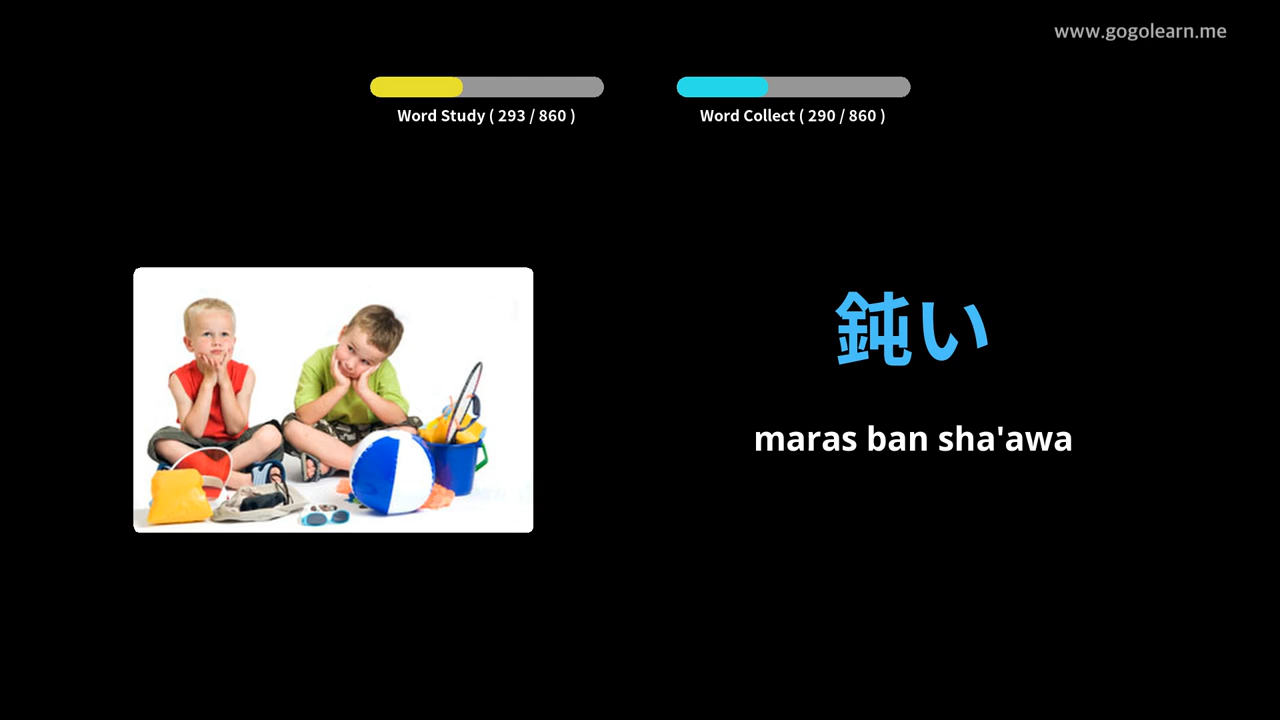 www.gogolearn.me
Word Study ( 293 / 860 )
Word Collect ( 290 / 860 )
鈍い
maras ban sha'awa